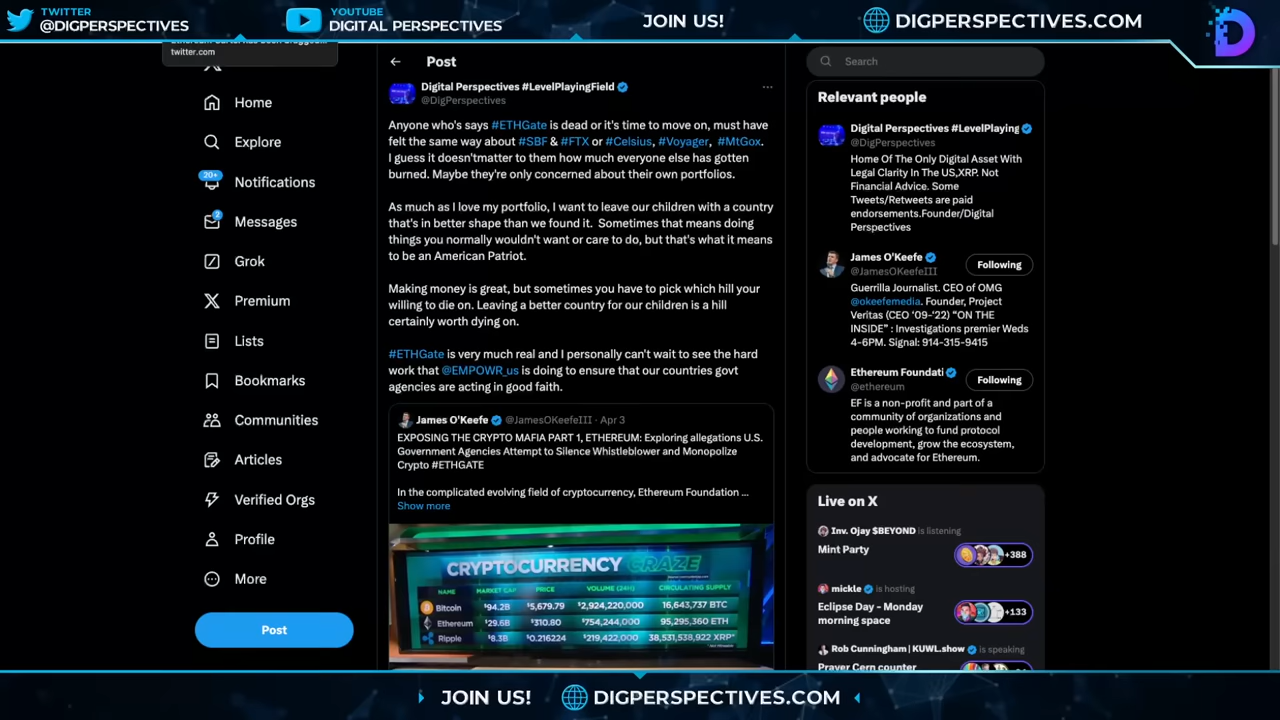 TWITTER
@DIGPERSPECTIVES
YOUTUBE
DIGITAL PERSPECTIVES
JOIN US!
DIGPERSPECTIVES.COM
twitter.com
Home
Explore
20+
Notifications
2
Messages
Grok
Premium
Lists
Bookmarks
Communities
Articles
Verified Orgs
Profile
More
Post
Post
Digital Perspectives #LevelPlayingField
@DigPerspectives
Anyone who's says #ETHGate is dead or it's time to move on, must have
felt the same way about #SBF & #FTX or #Celsius, #Voyager, #MtGox.
I guess it doesn'tmatter to them how much everyone else has gotten
burned. Maybe they're only concerned about their own portfolios.
As much as I love my portfolio, I want to leave our children with a country
that's in better shape than we found it. Sometimes that means doing
things you normally wouldn't want or care to do, but that's what it means
to be an American Patriot.
Making money is great, but sometimes you have to pick which hill your
willing to die on. Leaving a better country for our children is a hill
certainly worth dying on.
#ETHGate is very much real and I personally can't wait to see the hard
work that @EMPOWR_us is doing to ensure that our countries govt
agencies are acting in good faith.
James O'Keefe @JamesOKeefeIII · Apr 3
EXPOSING THE CRYPTO MAFIA PART 1, ETHEREUM: Exploring allegations U.S.
Government Agencies Attempt to Silence Whistleblower and Monopolize
Crypto #ETHGATE
In the complicated evolving field of cryptocurrency, Ethereum Foundation ...
Show more
CRYPTOCURRENCY CRAZE
NAME MARKET CAP PRICE VOLUME (24H) CIRCULATING SUPPLY
Bitcoin $94.2B $5,679.79 $2,924,220,000 16,643,737 BTC
Ethereum $29.6B $310.80 $754,244,000 95,295,360 ETH
Ripple $8.3B $0.216224 $219,422,000 38,531,538,922 XRP*
Search
Relevant people
Digital Perspectives #LevelPlaying
@DigPerspectives
Home Of The Only Digital Asset With
Legal Clarity In The US,XRP. Not
Financial Advice. Some
Tweets/Retweets are paid
endorsements.Founder/Digital
Perspectives
James O'Keefe
@JamesOKeefeIII
Following
Guerrilla Journalist. CEO of OMG
@okeefemedia. Founder, Project
Veritas (CEO '09-'22) "ON THE
INSIDE" : Investigations premier Weds
4-6PM. Signal: 914-315-9415
Ethereum Foundati
@ethereum
Following
EF is a non-profit and part of a
community of organizations and
people working to fund protocol
development, grow the ecosystem,
and advocate for Ethereum.
Live on X
Inv. Ojay $BEYOND is listening
Mint Party
+388
mickle is hosting
Eclipse Day - Monday
morning space
+133
Rob Cunningham | KUWL.show is speaking
Prayer Cern counter
JOIN US!
DIGPERSPECTIVES.COM